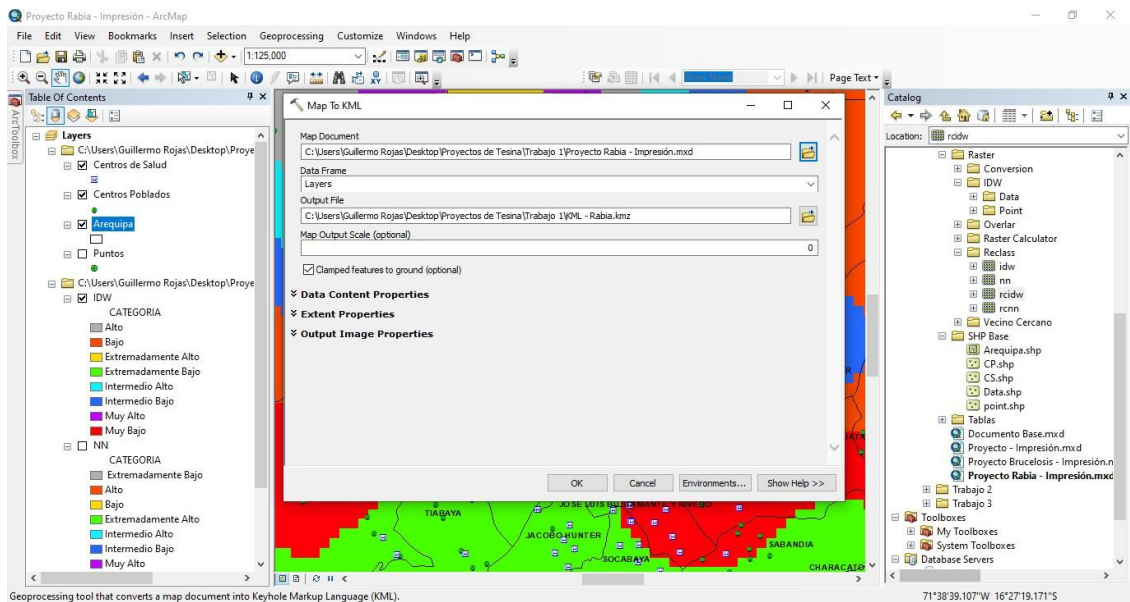 Proyecto Rabia - Impresión - ArcMap
File Edit View Bookmarks Insert Selection Geoprocessing Customize Windows Help
1:125,000
Page Text
Table Of Contents
ArcToolbox
Layers
C:\Users\Guillermo Rojas\Desktop\Proye
Centros de Salud
Centros Poblados
Arequipa
Puntos
C:\Users\Guillermo Rojas\Desktop\Proye
IDW
CATEGORIA
Alto
Bajo
Extremadamente Alto
Extremadamente Bajo
Intermedio Alto
Intermedio Bajo
Muy Alto
Muy Bajo
NN
CATEGORIA
Extremadamente Bajo
Alto
Bajo
Extremadamente Alto
Intermedio Alto
Intermedio Bajo
Muy Alto
Map To KML
Map Document
C:\Users\Guillermo Rojas\Desktop\Proyectos de Tesina\Trabajo 1\Proyecto Rabia - Impresión.mxd
Data Frame
Layers
Output File
C:\Users\Guillermo Rojas\Desktop\Proyectos de Tesina\Trabajo 1\KML - Rabia.kmz
Map Output Scale (optional)
0
Clamped features to ground (optional)
Data Content Properties
Extent Properties
Output Image Properties
OK Cancel Environments... Show Help >>
TIABAYA
JACOBO HUNTER
SOCABAYA
SABANDIA
CHARACATO
Catalog
Location: rcidw
Raster
Conversion
IDW
Data
Point
Overlar
Raster Calculator
Reclass
idw
nn
rcidw
rcnn
Vecino Cercano
SHP Base
Arequipa.shp
CP.shp
CS.shp
Data.shp
point.shp
Tablas
Documento Base.mxd
Proyecto - Impresión.mxd
Proyecto Brucelosis - Impresión.n
Proyecto Rabia - Impresión.mxd
Trabajo 2
Trabajo 3
Toolboxes
My Toolboxes
System Toolboxes
Database Servers
Geoprocessing tool that converts a map document into Keyhole Markup Language (KML).
71°38'39.107"W 16°27'19.171"S